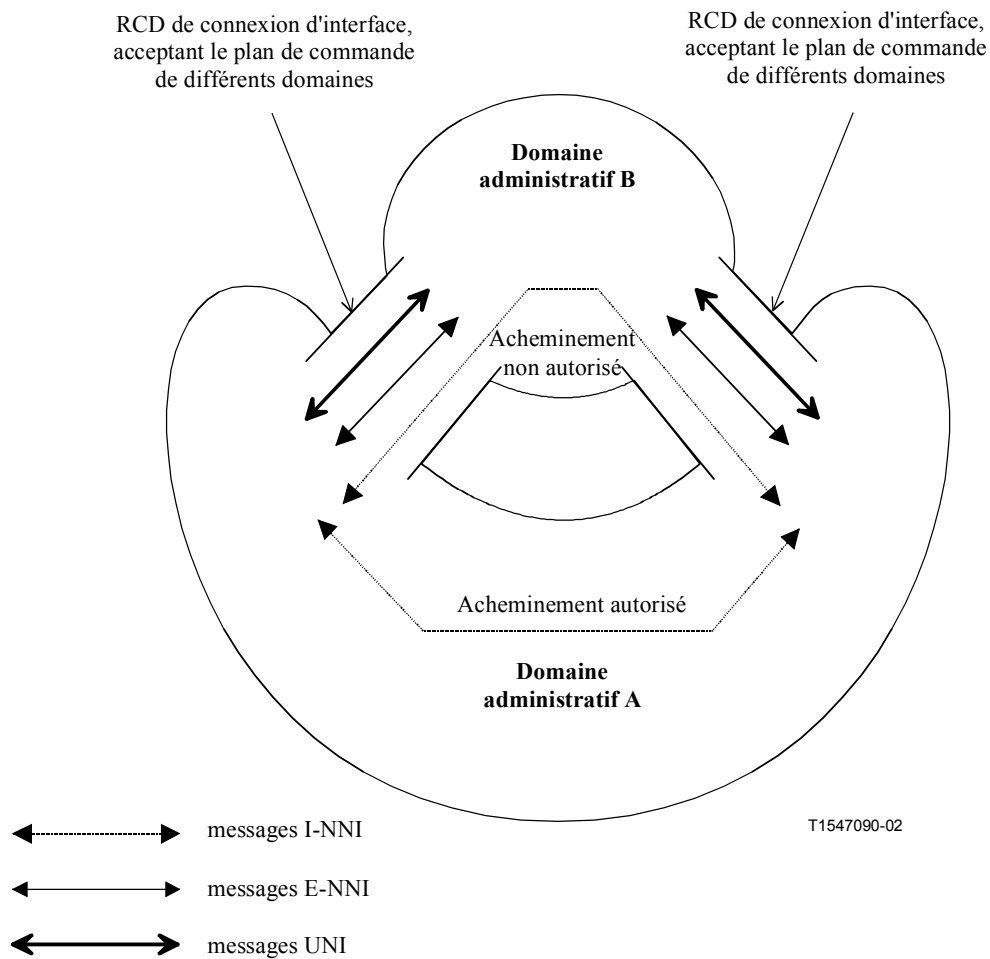 RCD de connexion d'interface,
acceptant le plan de commande
de différents domaines
RCD de connexion d'interface,
acceptant le plan de commande
de différents domaines
Domaine
administratif B
Acheminement
non autorisé
Acheminement autorisé
Domaine
administratif A
T1547090-02
messages I-NNI
messages E-NNI
messages UNI